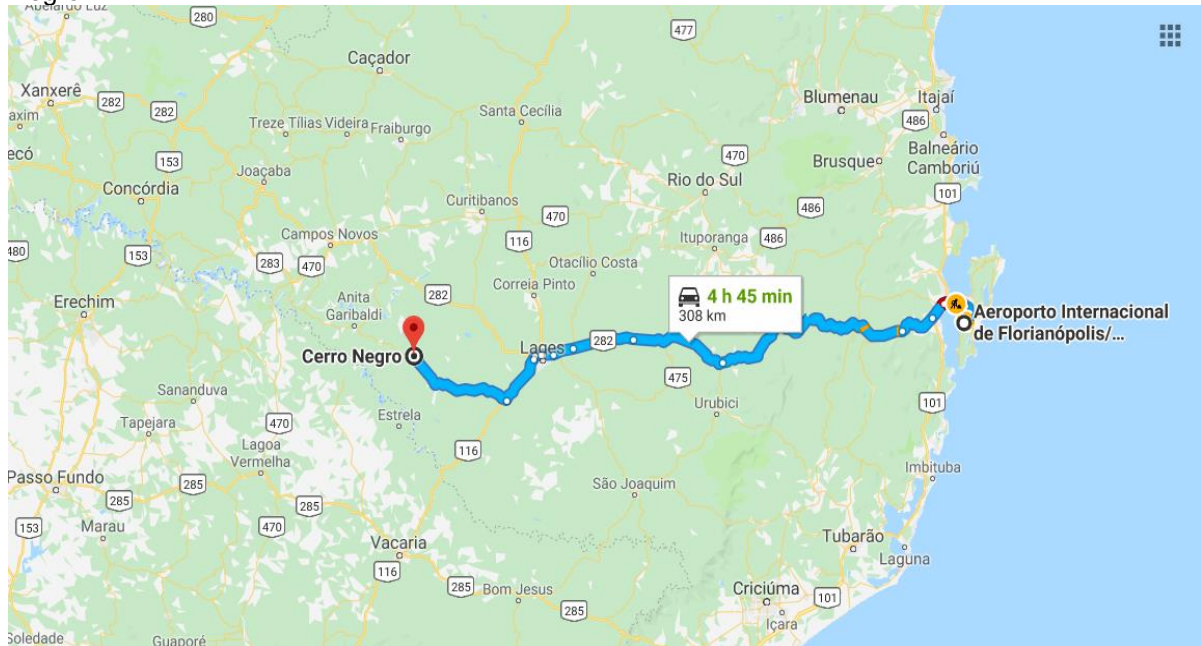 Abelardo Luz
280
477
Caçador
Xanxerê
282
282
Santa Cecília
Blumenau
Itajaí
486
Treze Tílias
Videira
Fraiburgo
153
Joaçaba
470
Brusque
Balneário
Camboriú
Concórdia
Rio do Sul
101
Curitibanos
486
470
Campos Novos
116
Ituporanga
486
480
153
283
470
Otacílio Costa
Correia Pinto
Erechim
Anita
Garibaldi
282
4 h 45 min
308 km
Aeroporto Internacional
de Florianópolis/...
Cerro Negro
Lages
282
475
Sananduva
Estrela
Urubici
101
Tapejara
470
116
Lagoa
Vermelha
Imbituba
Passo Fundo
285
285
São Joaquim
285
153
Marau
470
Tubarão
Vacaria
Laguna
116
285
Bom Jesus
285
Criciúma
101
Içara
Soledade
Guaporé